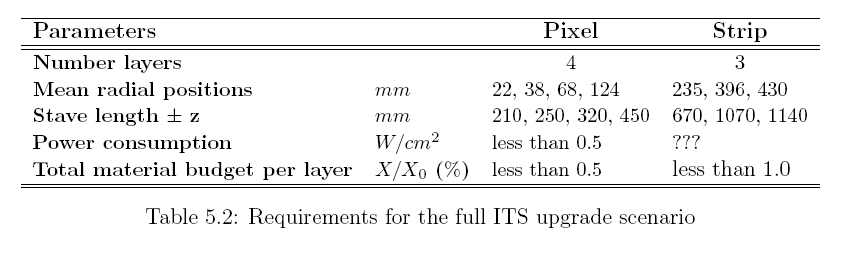 Parameters Pixel Strip
Number layers 4 3
Mean radial positions mm 22, 38, 68, 124 235, 396, 430
Stave length ± z mm 210, 250, 320, 450 670, 1070, 1140
Power consumption W/cm² less than 0.5 ???
Total material budget per layer X/X₀ (%) less than 0.5 less than 1.0
Table 5.2: Requirements for the full ITS upgrade scenario